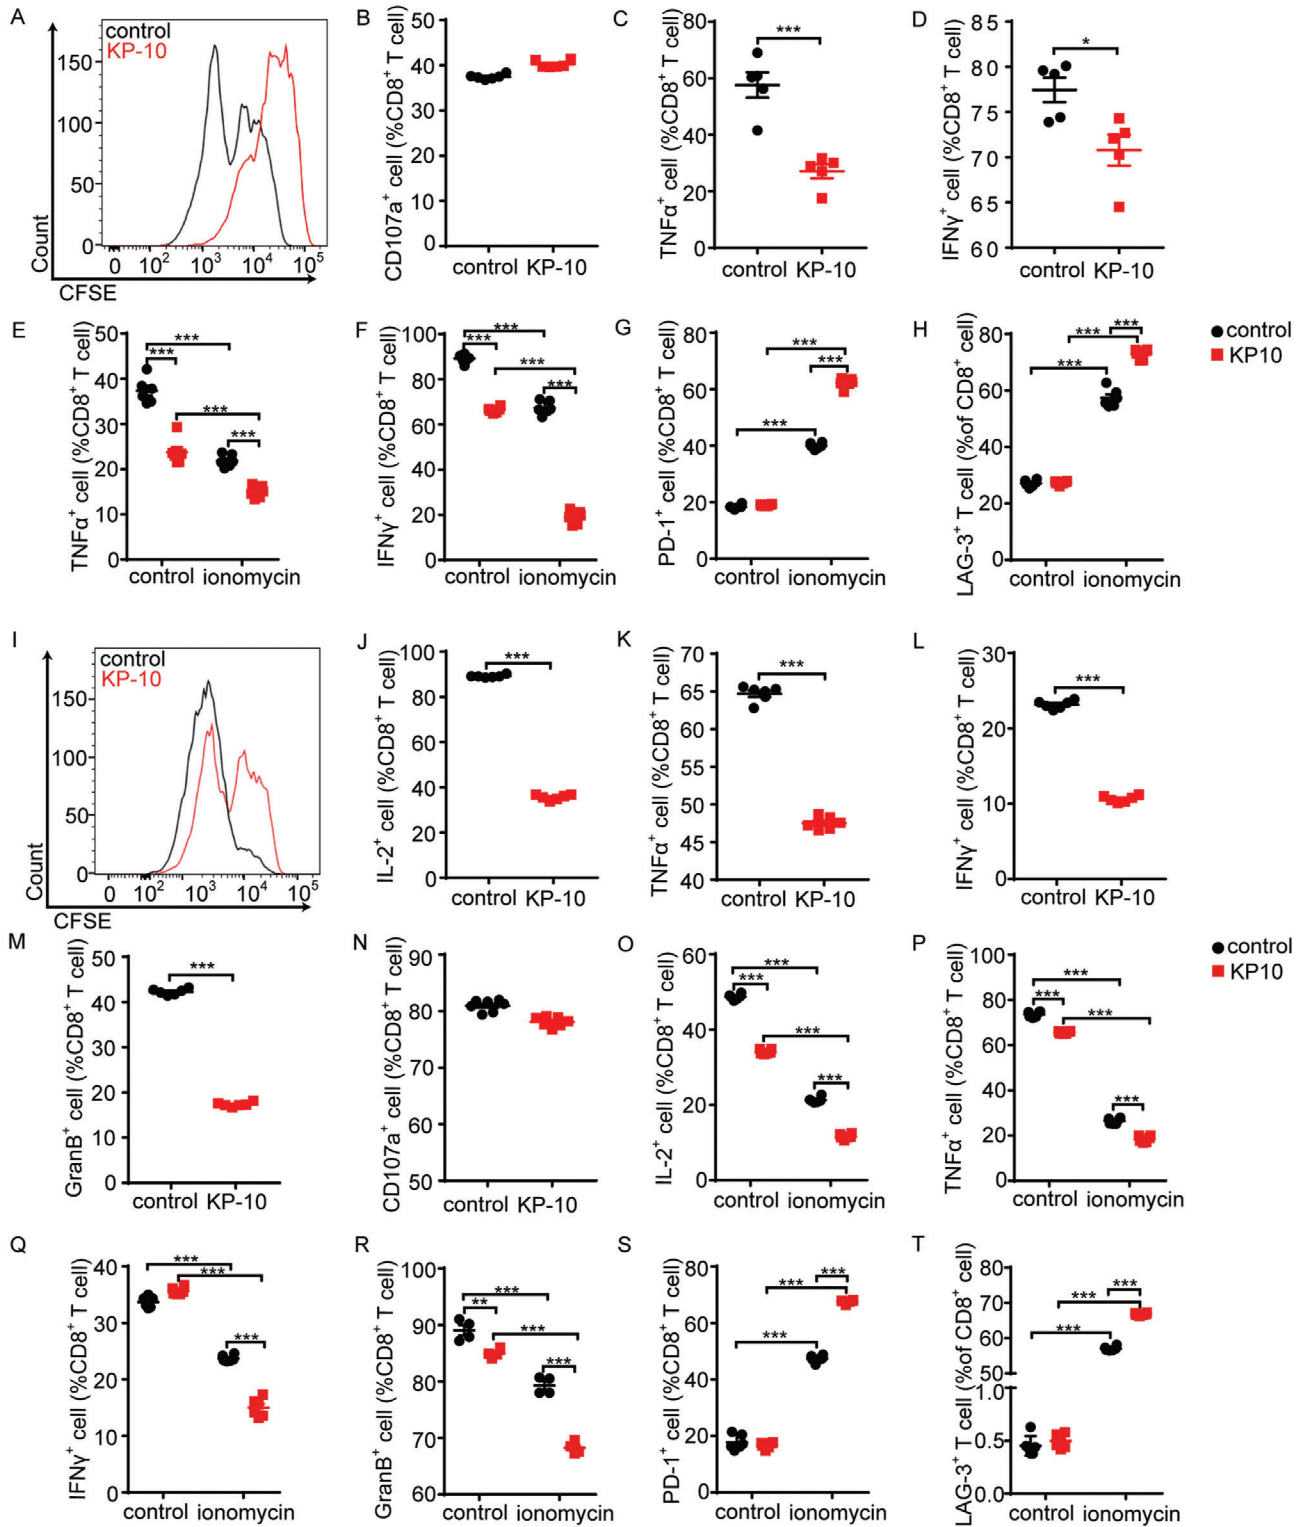 A
control
KP-10
150
100
50
0
Count
0 10² 10³ 10⁴ 10⁵
CFSE
B
CD107a⁺ cell (%CD8⁺ T cell)
50
40
30
20
10
0
control KP-10
C
TNFα⁺ cell (%CD8⁺ T cell)
80
60
40
20
0
***
control KP-10
D
IFNγ⁺ cell (%CD8⁺ T cell)
85
80
75
70
65
60
*
control KP-10
E
TNFα⁺ cell (%CD8⁺ T cell)
50
40
30
20
10
0
***
***
***
***
control ionomycin
F
IFNγ⁺ cell (%CD8⁺ T cell)
100
80
60
40
20
0
***
***
***
***
control ionomycin
G
PD-1⁺ cell (%CD8⁺ T cell)
80
60
40
20
0
***
***
***
control ionomycin
H
LAG-3⁺ T cell (%of CD8⁺
80
60
40
20
0
***
***
***
control ionomycin
control
KP10
I
control
KP-10
150
100
50
0
Count
0 10² 10³ 10⁴ 10⁵
CFSE
J
IL-2⁺ cell (%CD8⁺ T cell)
100
80
60
40
20
0
***
control KP-10
K
TNFα⁺ cell (%CD8⁺ T cell)
70
65
60
55
50
45
40
***
control KP-10
L
IFNγ⁺ cell (%CD8⁺ T cell)
30
20
10
0
***
control KP-10
M
GranB⁺ cell (%CD8⁺ T cell)
50
40
30
20
10
0
***
control KP-10
N
CD107a⁺ cell (%CD8⁺ T cell)
90
80
70
60
50
control KP-10
O
IL-2⁺ cell (%CD8⁺ T cell)
60
40
20
0
***
***
***
***
control ionomycin
P
TNFα⁺ cell (%CD8⁺ T cell)
100
80
60
40
20
0
***
***
***
***
control ionomycin
control
KP10
Q
IFNγ⁺ cell (%CD8⁺ T cell)
40
30
20
10
0
***
***
***
control ionomycin
R
GranB⁺ cell (%CD8⁺ T cell)
100
90
80
70
60
***
**
***
***
control ionomycin
S
PD-1⁺ cell (%CD8⁺ T cell)
80
60
40
20
0
***
***
***
control ionomycin
T
LAG-3⁺ T cell (%of CD8⁺ cell)
80
70
60
50
1.0
0.5
0.0
***
***
***
control ionomycin